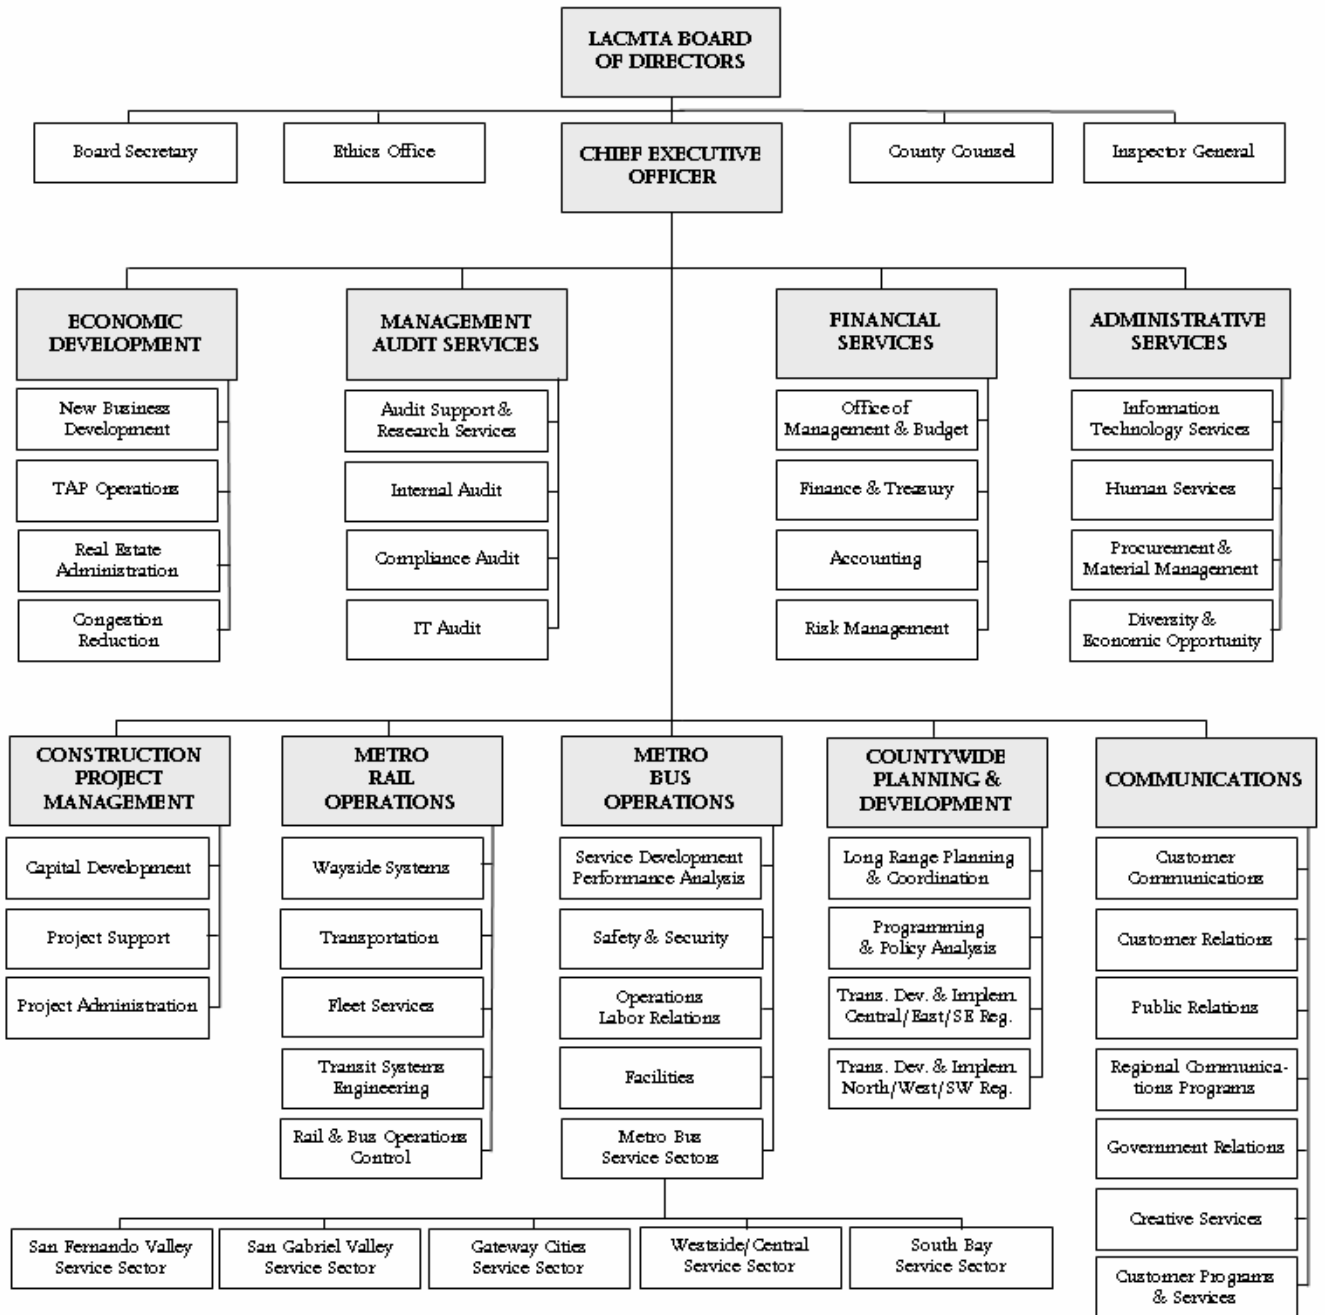 LACMTA BOARD
OF DIRECTORS
Board Secretary
Ethics Office
CHIEF EXECUTIVE
OFFICER
County Counsel
Inspector General
ECONOMIC
DEVELOPMENT
MANAGEMENT
AUDIT SERVICES
FINANCIAL
SERVICES
ADMINISTRATIVE
SERVICES
New Business
Development
Audit Support &
Research Services
Office of
Management & Budget
Information
Technology Services
TAP Operations
Internal Audit
Finance & Treasury
Human Services
Real Estate
Administration
Compliance Audit
Accounting
Procurement &
Material Management
Congestion
Reduction
IT Audit
Risk Management
Diversity &
Economic Opportunity
CONSTRUCTION
PROJECT
MANAGEMENT
METRO
RAIL
OPERATIONS
METRO
BUS
OPERATIONS
COUNTYWIDE
PLANNING &
DEVELOPMENT
COMMUNICATIONS
Capital Development
Wayside Systems
Service Development
Performance Analysis
Long Range Planning
& Coordination
Customer
Communications
Project Support
Transportation
Safety & Security
Programming
& Policy Analysis
Customer Relations
Project Administration
Fleet Services
Operations
Labor Relations
Trans. Dev. & Implem.
Central/East/SE Reg.
Public Relations
Transit Systems
Engineering
Facilities
Trans. Dev. & Implem.
North/West/SW Reg.
Regional Communica-
tions Programs
Rail & Bus Operations
Control
Metro Bus
Service Sectors
Government Relations
Creative Services
San Fernando Valley
Service Sector
San Gabriel Valley
Service Sector
Gateway Cities
Service Sector
Westside/Central
Service Sector
South Bay
Service Sector
Customer Programs
& Services